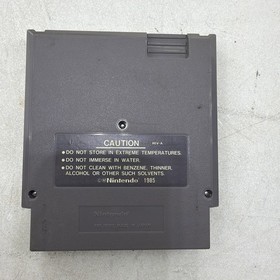 CAUTION REV-A
●DO NOT STORE IN EXTREME TEMPERATURES.
●DO NOT IMMERSE IN WATER.
●DO NOT CLEAN WITH BENZENE, THINNER,
ALCOHOL OR OTHER SUCH SOLVENTS.
©Nintendo 1985